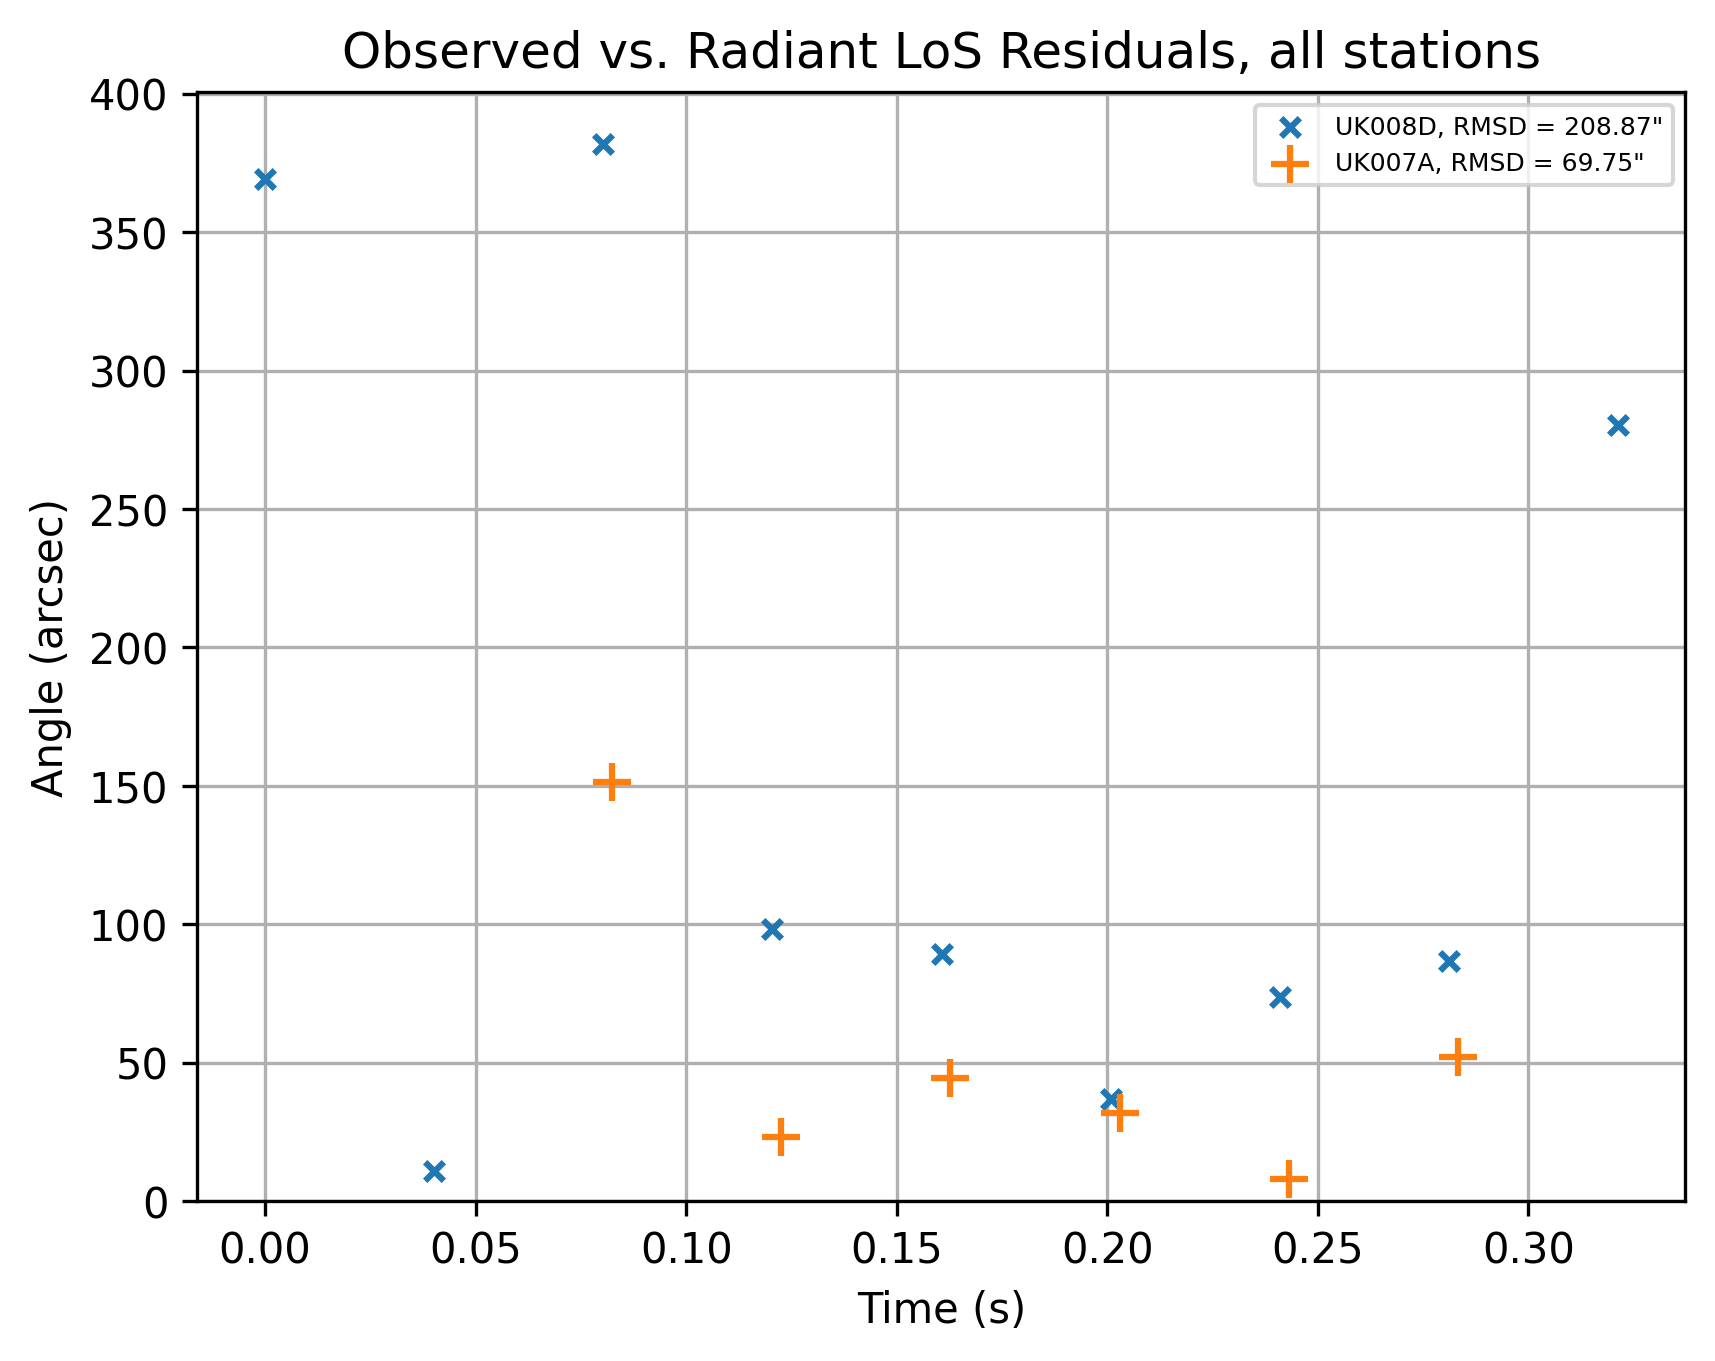 Observed vs. Radiant LoS Residuals, all stations
UK008D, RMSD = 208.87"
UK007A, RMSD = 69.75"
400
350
300
250
200
150
100
50
0
Angle (arcsec)
0.00 0.05 0.10 0.15 0.20 0.25 0.30
Time (s)